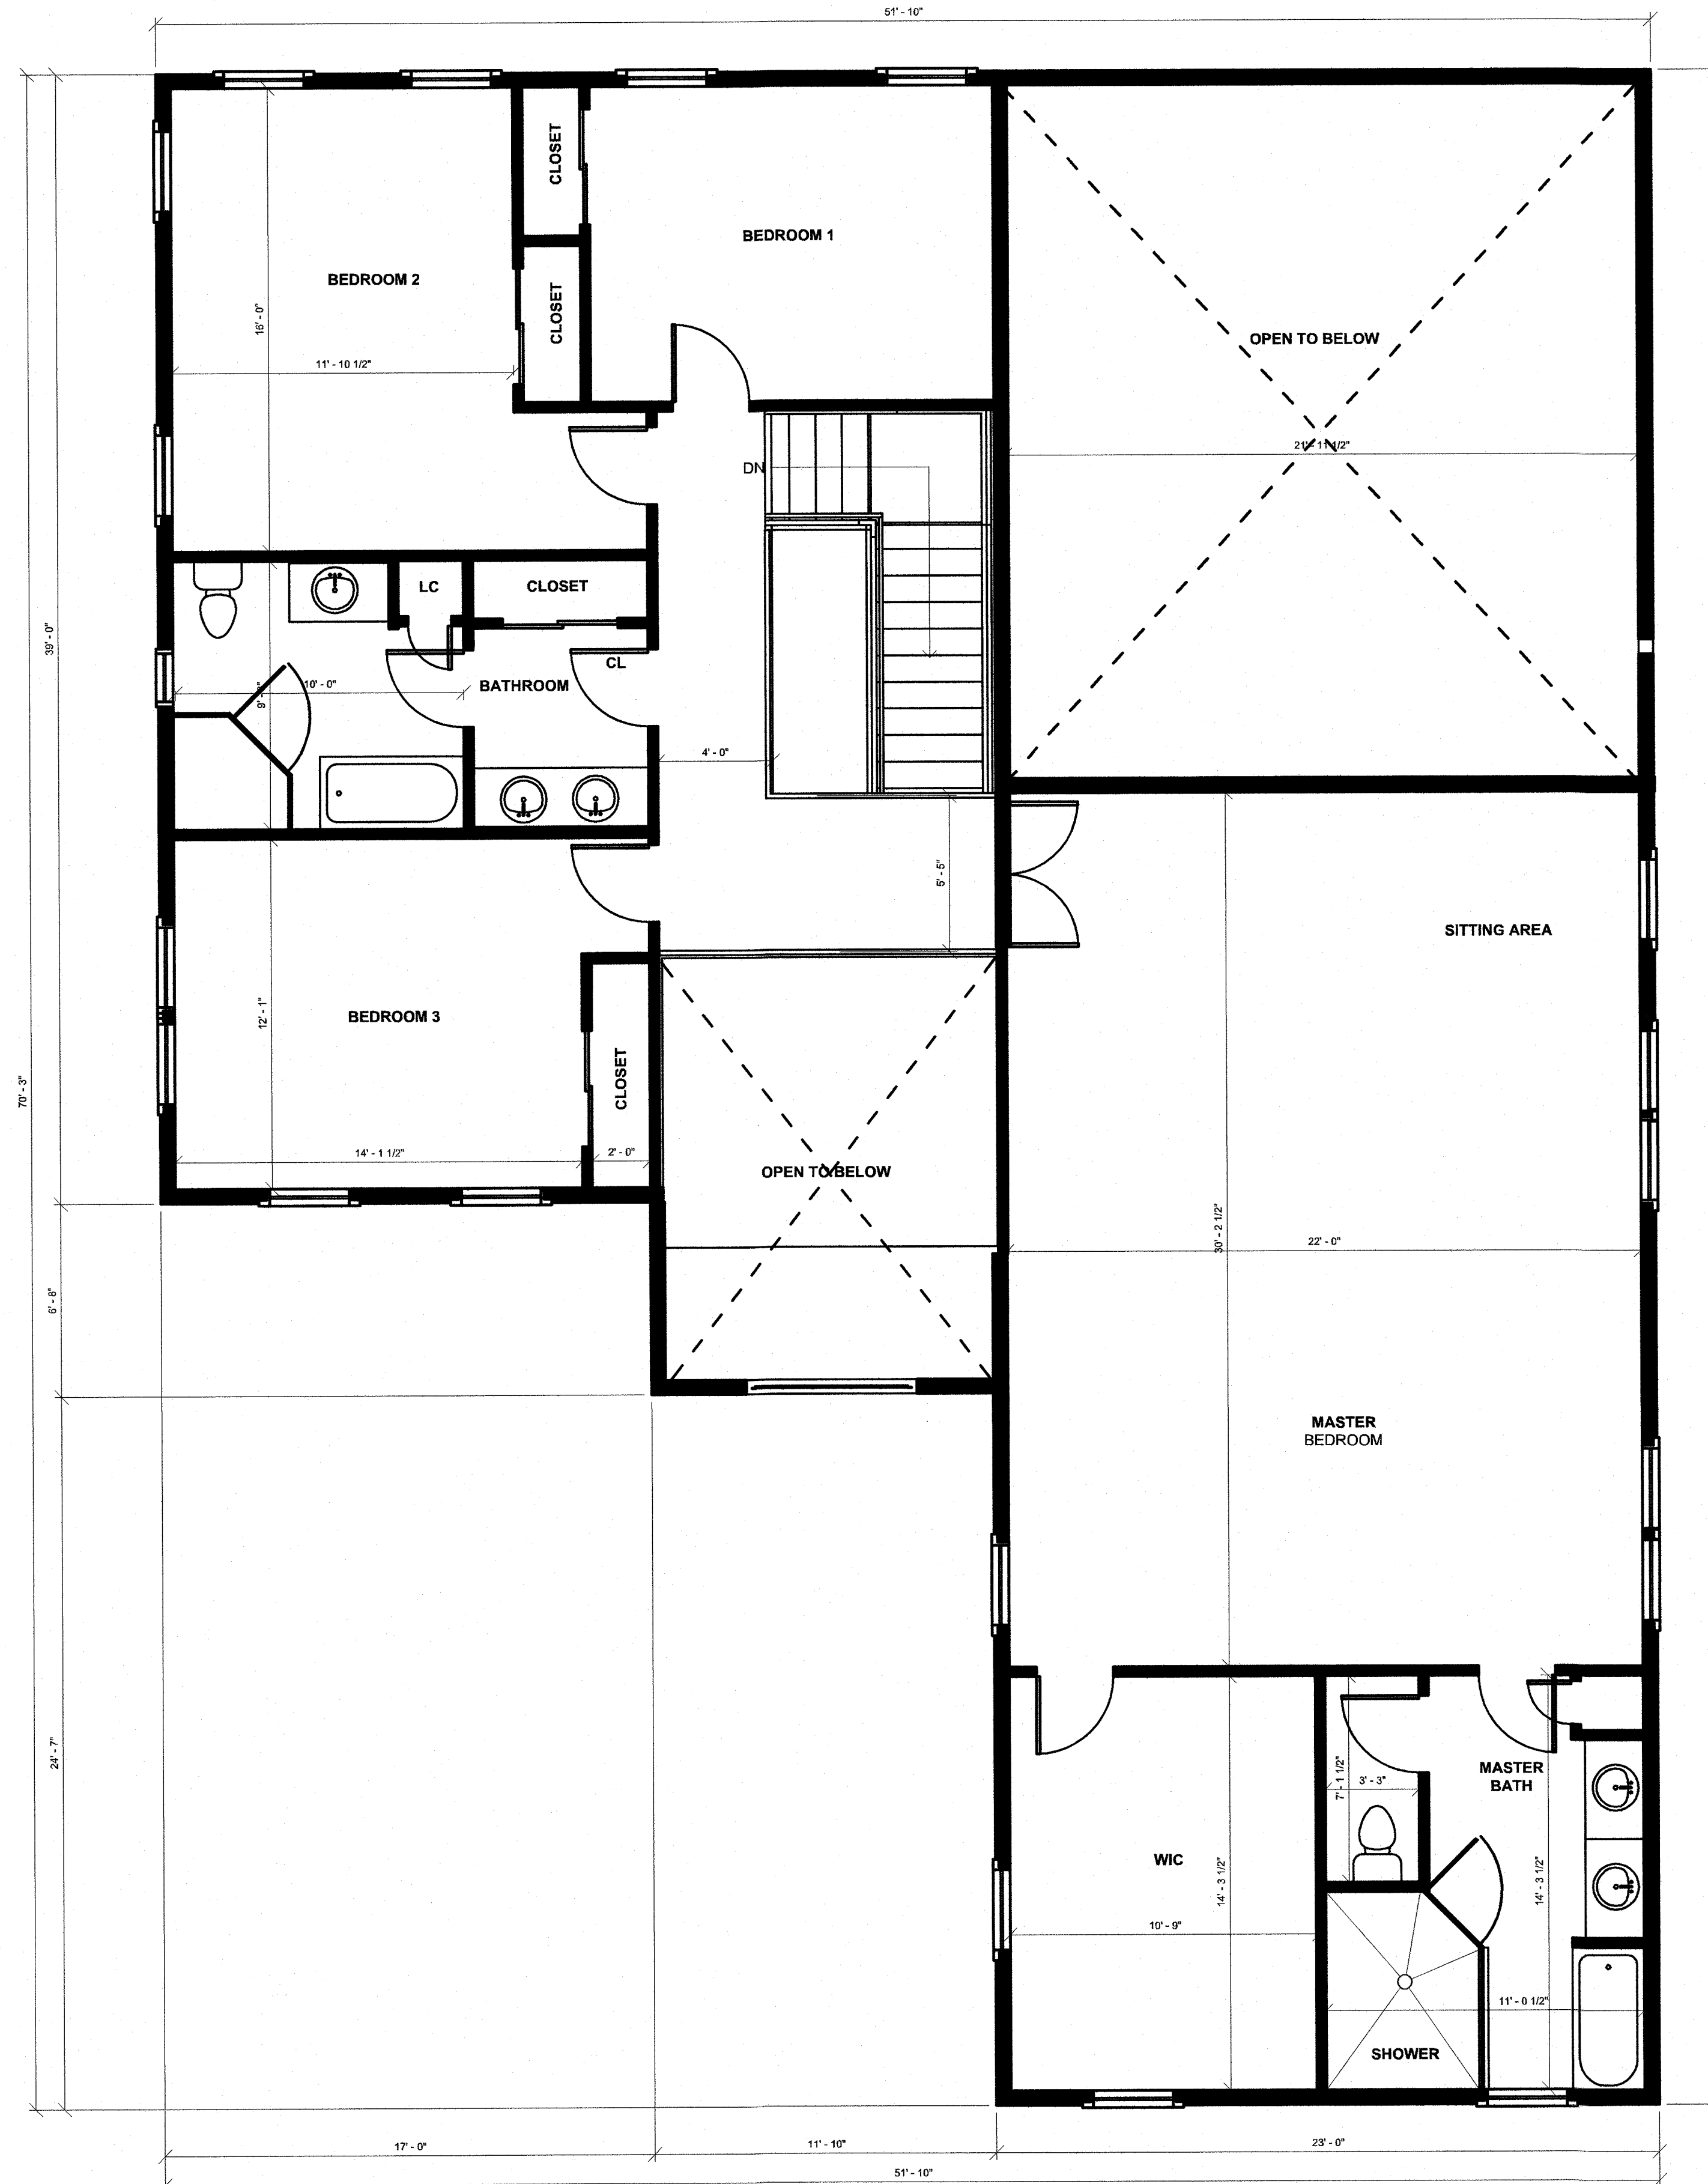 51' - 10"
CLOSET
BEDROOM 1
BEDROOM 2
CLOSET
16' - 0"
OPEN TO BELOW
11' - 10 1/2"
21' - 11 1/2"
DN
LC
CLOSET
39' - 0"
CL
BATHROOM
10' - 0"
4' - 0"
5' - 5"
SITTING AREA
BEDROOM 3
12' - 1"
CLOSET
70' - 3"
14' - 1 1/2"
2' - 0"
OPEN TO BELOW
30' - 2 1/2"
22' - 0"
6' - 8"
MASTER
BEDROOM
24' - 7"
MASTER
BATH
7' - 1 1/2"
3' - 3"
WIC
14' - 3 1/2"
14' - 3 1/2"
10' - 9"
11' - 0 1/2"
SHOWER
17' - 0"
11' - 10"
23' - 0"
51' - 10"